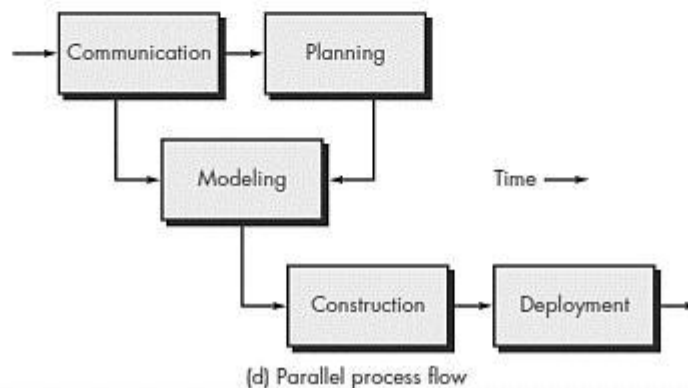 Communication
Planning
Modeling
Time
Construction
Deployment
(d) Parallel process flow